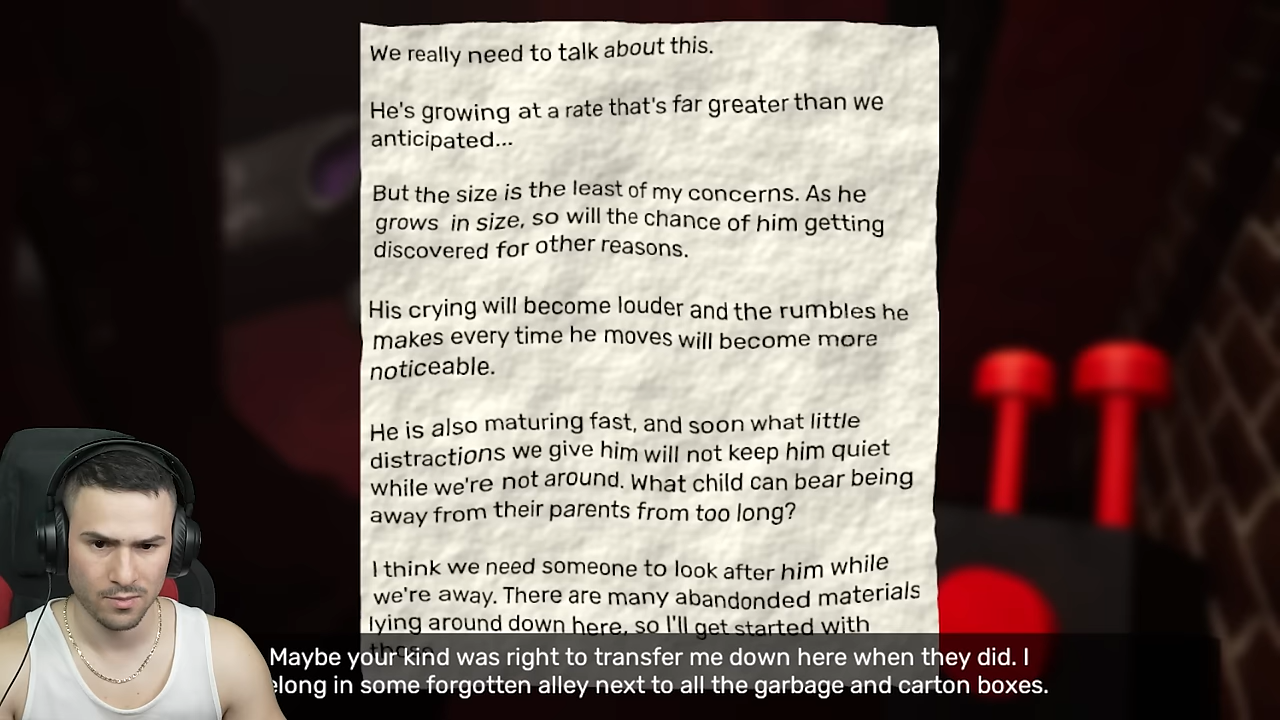 We really need to talk about this.
He's growing at a rate that's far greater than we
anticipated...
But the size is the least of my concerns. As he
grows in size, so will the chance of him getting
discovered for other reasons.
His crying will become louder and the rumbles he
makes every time he moves will become more
noticeable.
He is also maturing fast, and soon what little
distractions we give him will not keep him quiet
while we're not around. What child can bear being
away from their parents from too long?
I think we need someone to look after him while
we're away. There are many abandonded materials
lying around down here, so I'll get started with
Maybe your kind was right to transfer me down here when they did. I
elong in some forgotten alley next to all the garbage and carton boxes.